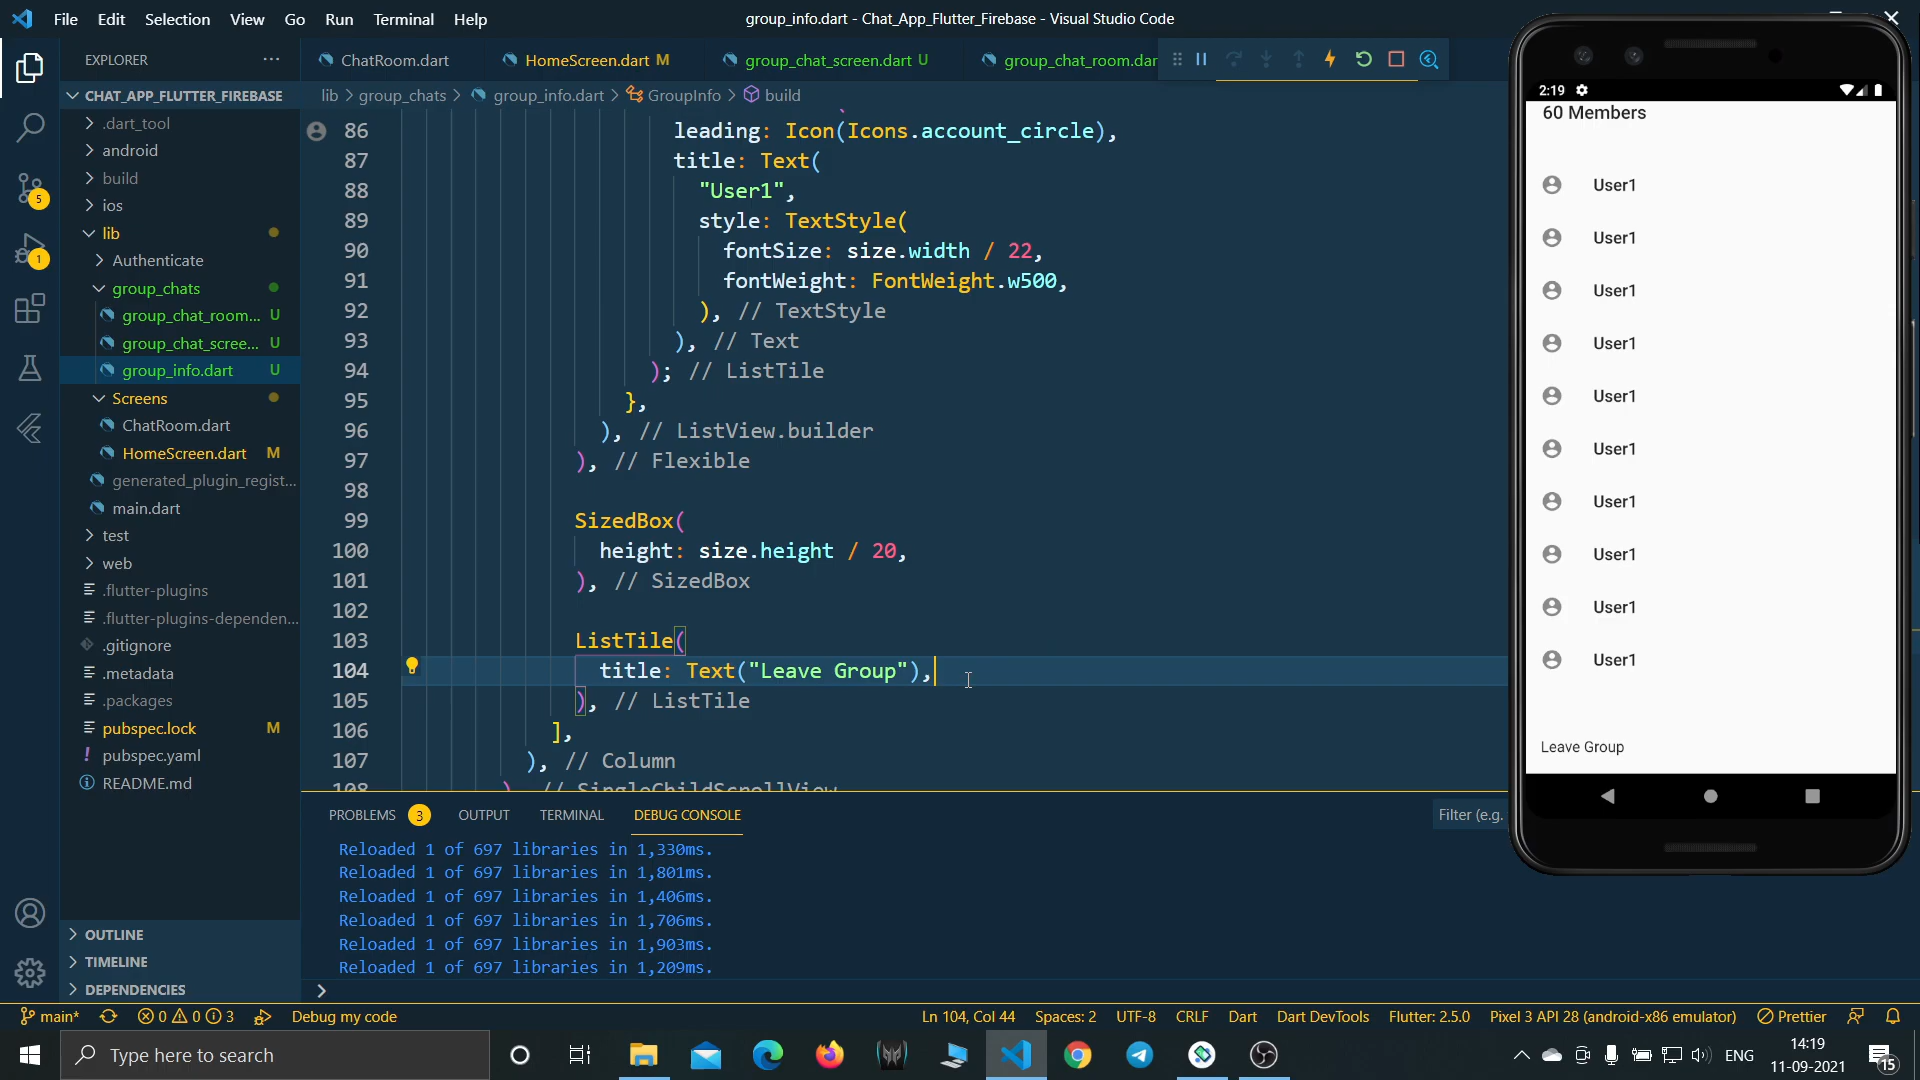 File Edit Selection View Go Run Terminal Help
group_info.dart - Chat_App_Flutter_Firebase - Visual Studio Code
EXPLORER
ChatRoom.dart
HomeScreen.dart M
group_chat_screen.dart U
group_chat_room.dar
CHAT_APP_FLUTTER_FIREBASE
lib > group_chats > group_info.dart > GroupInfo > build
.dart_tool
android
build
ios
lib
Authenticate
group_chats
group_chat_room... U
group_chat_scree... U
group_info.dart U
Screens
ChatRoom.dart
HomeScreen.dart M
generated_plugin_regist...
main.dart
test
web
.flutter-plugins
.flutter-plugins-dependen...
.gitignore
.metadata
.packages
pubspec.lock M
pubspec.yaml
README.md
OUTLINE
TIMELINE
DEPENDENCIES
5
1
86 leading: Icon(Icons.account_circle),
87 title: Text(
88 "User1",
89 style: TextStyle(
90 fontSize: size.width / 22,
91 fontWeight: FontWeight.w500,
92 ), // TextStyle
93 ), // Text
94 ); // ListTile
95 },
96 ), // ListView.builder
97 ), // Flexible
98
99 SizedBox(
100 height: size.height / 20,
101 ), // SizedBox
102
103 ListTile(
104 title: Text("Leave Group"),
105 ), // ListTile
106 ],
107 ), // Column
108 ), // SingleChildScrollView
PROBLEMS 3 OUTPUT TERMINAL DEBUG CONSOLE
Filter (e.g.
Reloaded 1 of 697 libraries in 1,330ms.
Reloaded 1 of 697 libraries in 1,801ms.
Reloaded 1 of 697 libraries in 1,406ms.
Reloaded 1 of 697 libraries in 1,706ms.
Reloaded 1 of 697 libraries in 1,903ms.
Reloaded 1 of 697 libraries in 1,209ms.
2:19
60 Members
User1
User1
User1
User1
User1
User1
User1
User1
User1
User1
Leave Group
main* 0 0 3 Debug my code
Ln 104, Col 44 Spaces: 2 UTF-8 CRLF Dart Dart DevTools Flutter: 2.5.0 Pixel 3 API 28 (android-x86 emulator) Prettier
Type here to search
ENG
14:19
11-09-2021
15